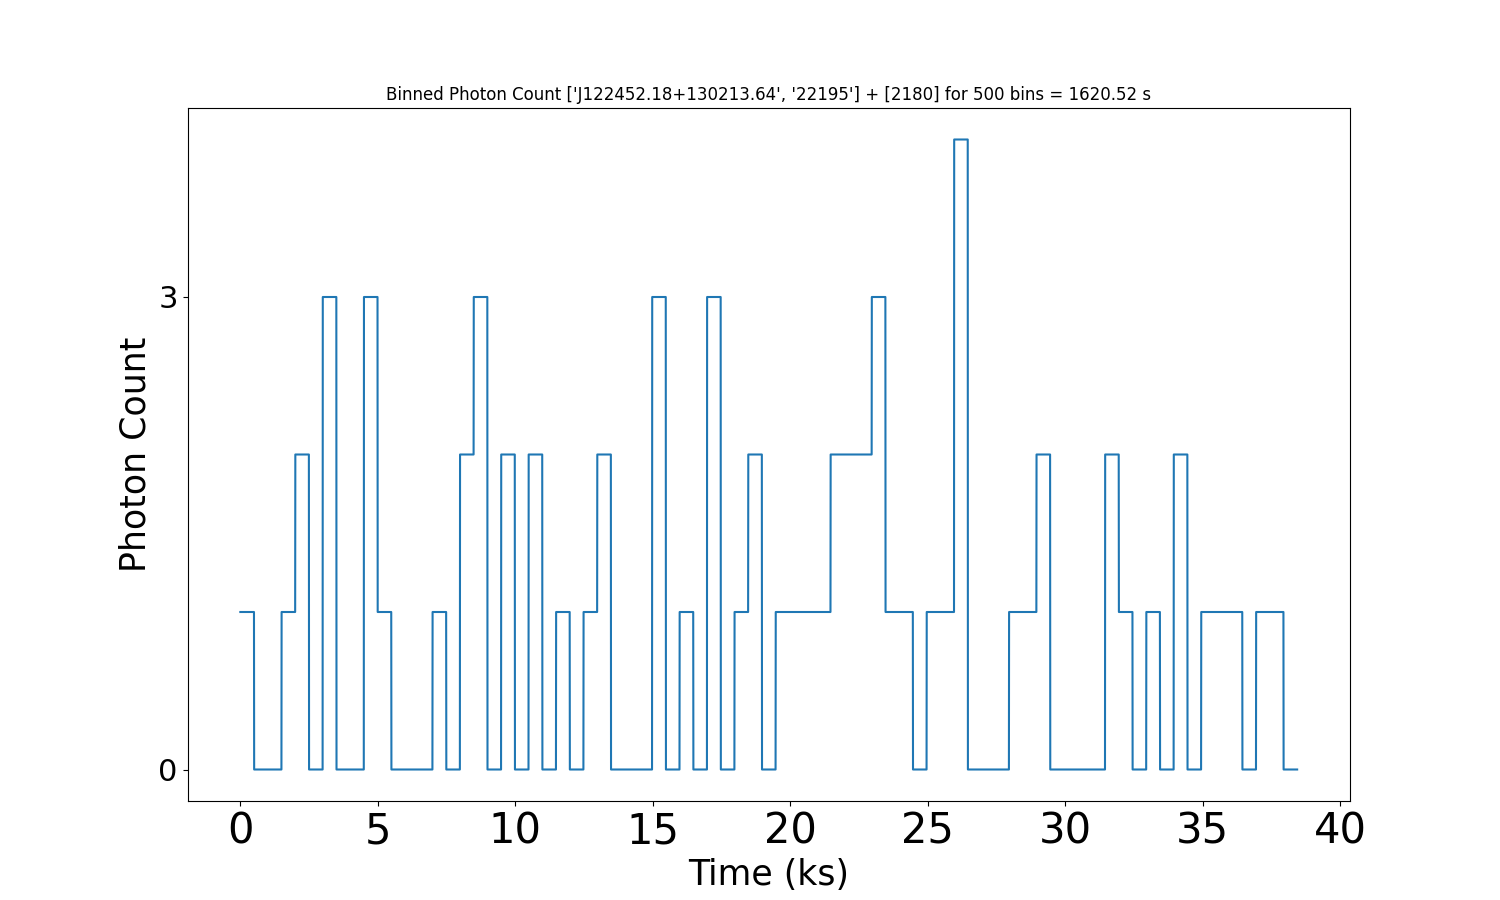 Binned Photon Count ['J122452.18+130213.64', '22195'] + [2180] for 500 bins = 1620.52 s
Photon Count
3
0
0 5 10 15 20 25 30 35 40
Time (ks)